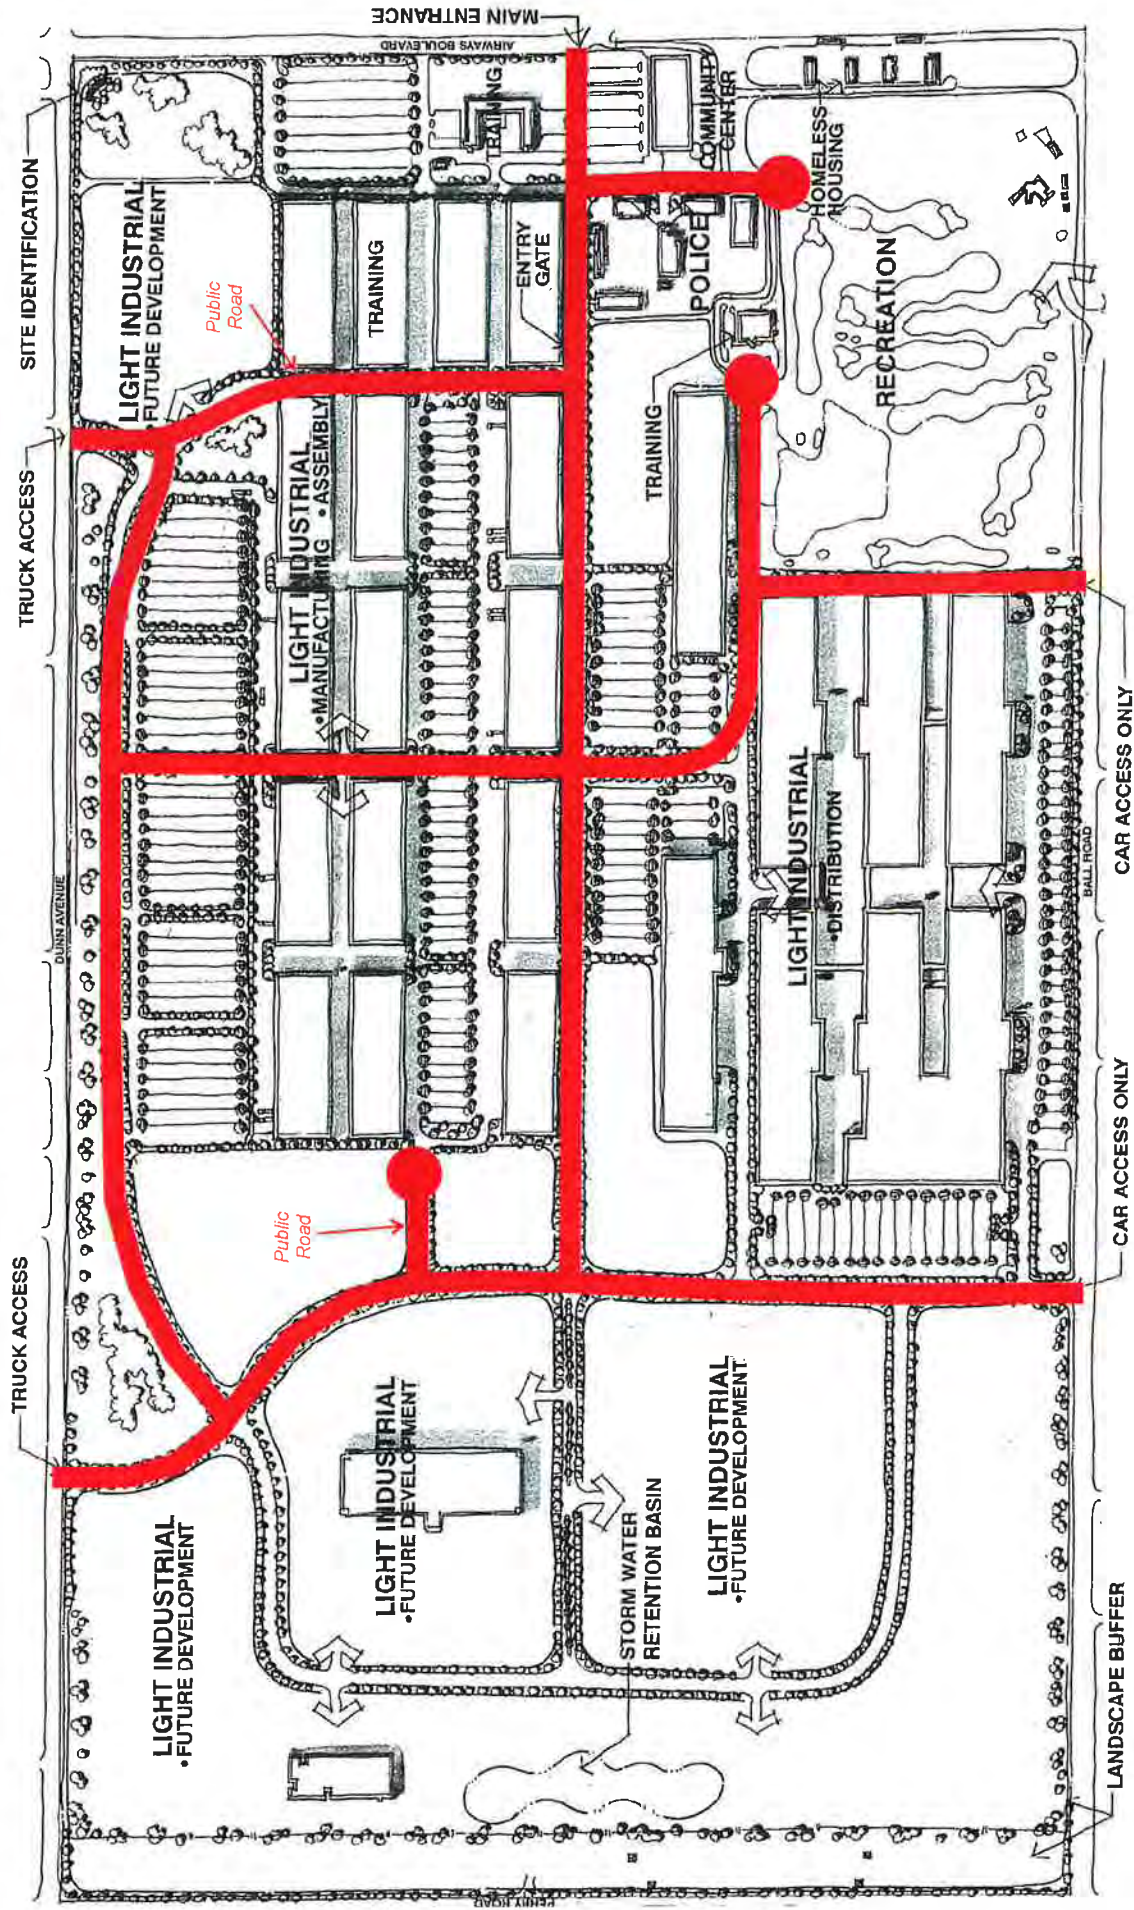 MAIN ENTRANCE
AIRWAYS BOULEVARD
SITE IDENTIFICATION
TRUCK ACCESS
TRUCK ACCESS
DUNN AVENUE
LIGHT INDUSTRIAL
FUTURE DEVELOPMENT
Public
Road
TRAINING
TRAINING
ENTRY
GATE
COMMUNITY
CENTER
HOMELESS
HOUSING
POLICE
RECREATION
TRAINING
LIGHT INDUSTRIAL
•MANUFACTURING •ASSEMBLY
LIGHT INDUSTRIAL
•DISTRIBUTION
Public
Road
LIGHT INDUSTRIAL
•FUTURE DEVELOPMENT
LIGHT INDUSTRIAL
•FUTURE DEVELOPMENT
LIGHT INDUSTRIAL
•FUTURE DEVELOPMENT
STORM WATER
RETENTION BASIN
CAR ACCESS ONLY
BALL ROAD
CAR ACCESS ONLY
LANDSCAPE BUFFER
PERRY ROAD